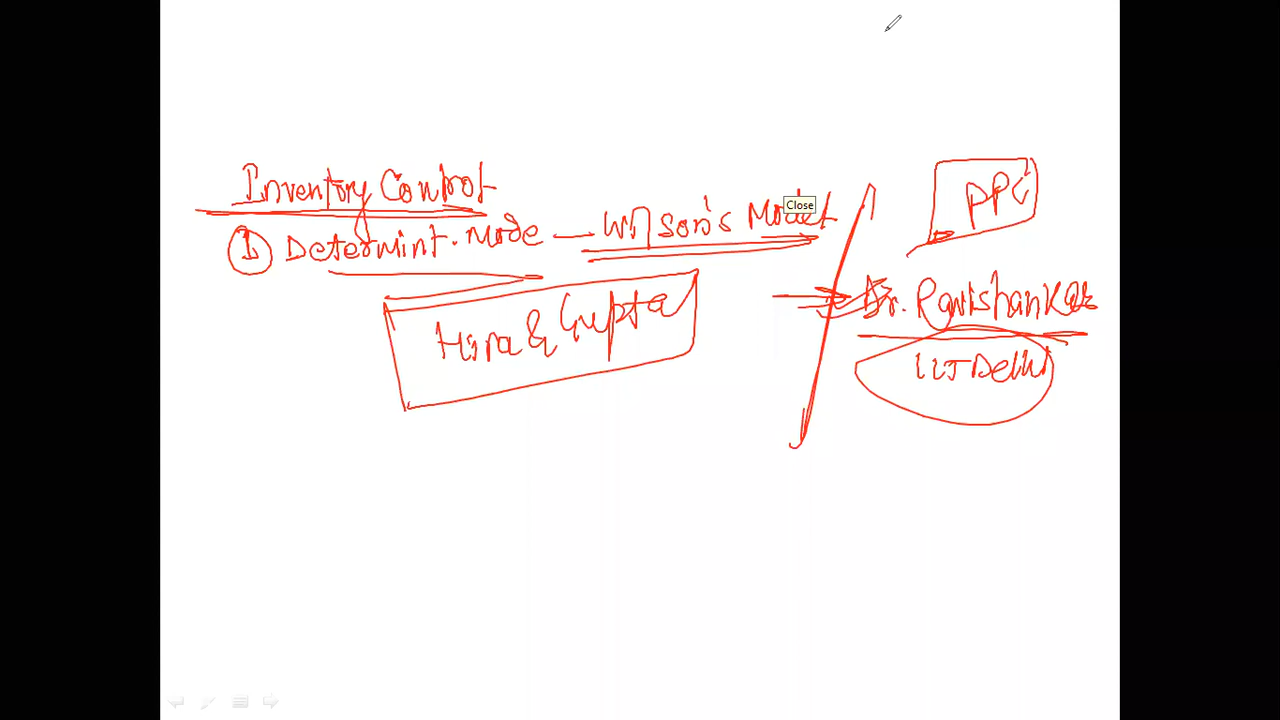 Inventory Control
① Determint. Mode — Wilson's Model
Close
Hira & Gupta
PPC
Dr. Ravishankar
IIT Delhi